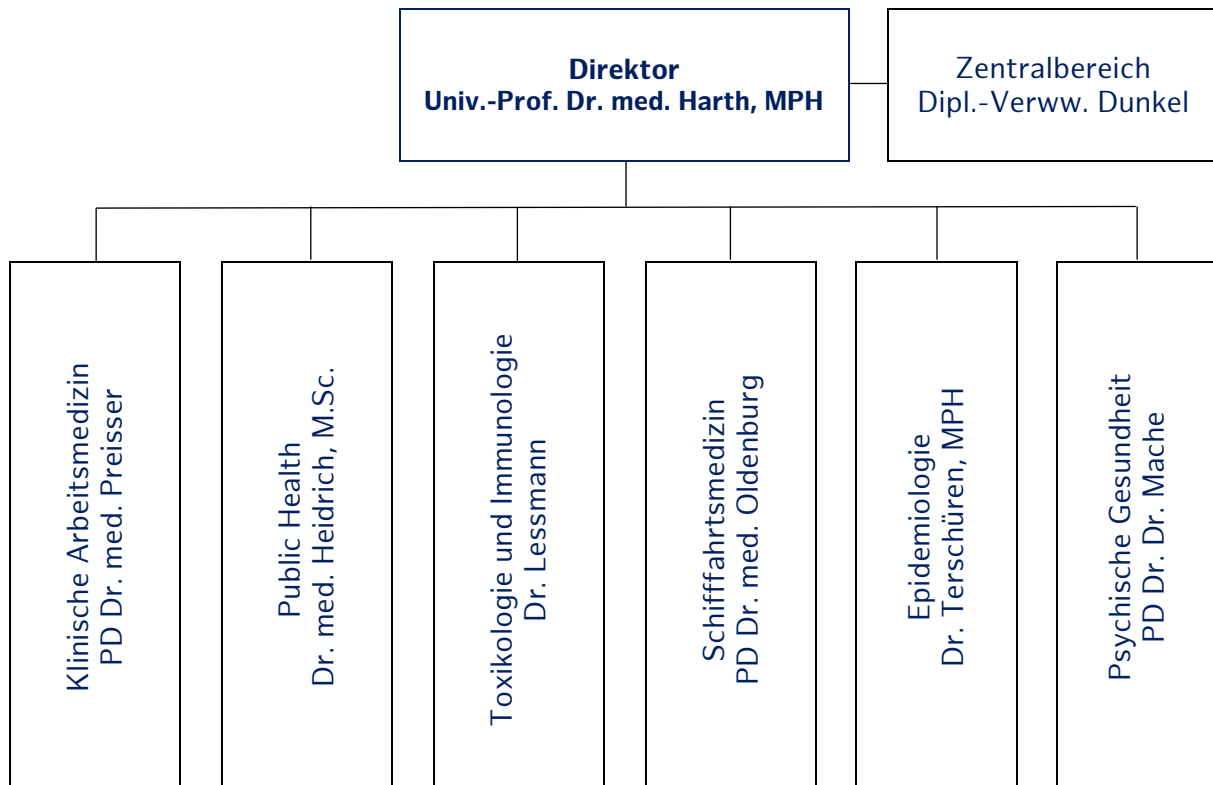 Direktor
Univ.-Prof. Dr. med. Harth, MPH
Zentralbereich
Dipl.-Verww. Dunkel
Klinische Arbeitsmedizin
PD Dr. med. Preisser
Public Health
Dr. med. Heidrich, M.Sc.
Toxikologie und Immunologie
Dr. Lessmann
Schifffahrtsmedizin
PD Dr. med. Oldenburg
Epidemiologie
Dr. Terschüren, MPH
Psychische Gesundheit
PD Dr. Dr. Mache